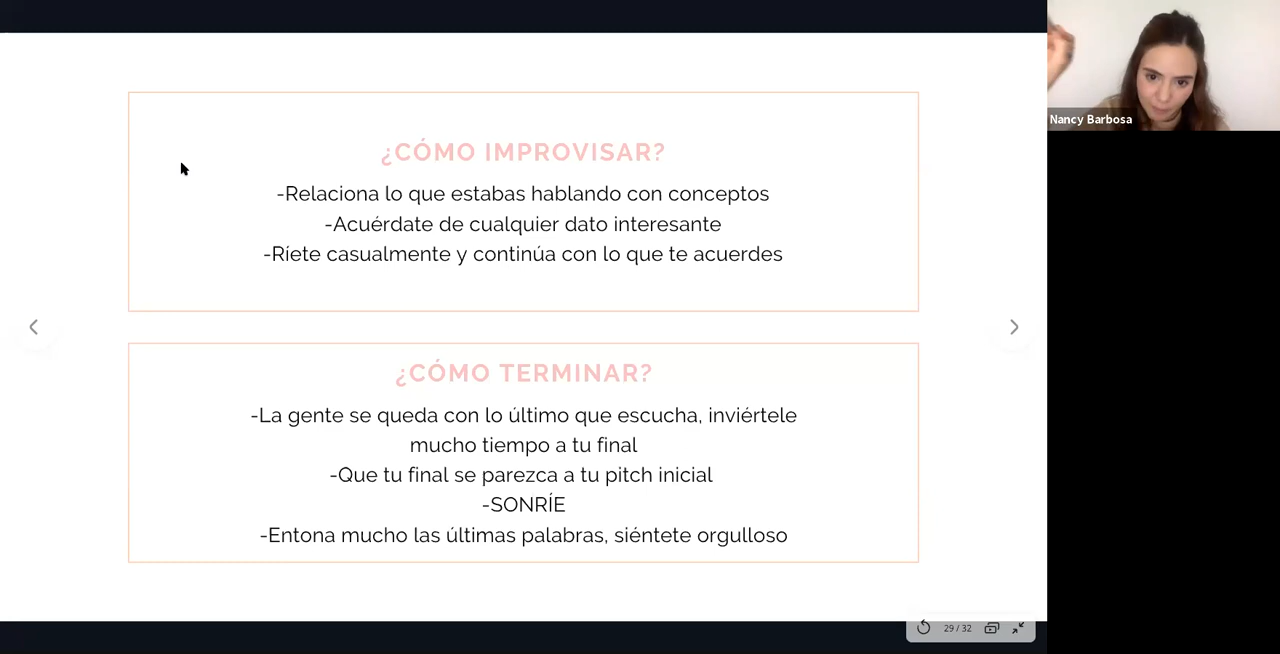 ¿CÓMO IMPROVISAR?
-Relaciona lo que estabas hablando con conceptos
-Acuérdate de cualquier dato interesante
-Ríete casualmente y continúa con lo que te acuerdes
¿CÓMO TERMINAR?
-La gente se queda con lo último que escucha, inviértele
mucho tiempo a tu final
-Que tu final se parezca a tu pitch inicial
-SONRÍE
-Entona mucho las últimas palabras, siéntete orgulloso
Nancy Barbosa
29 / 32